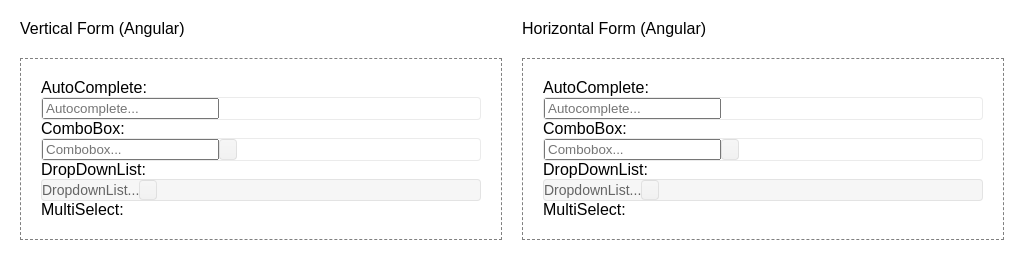 Vertical Form (Angular)
AutoComplete:
Autocomplete...
ComboBox:
Combobox...
DropDownList:
DropdownList...
MultiSelect:
Horizontal Form (Angular)
AutoComplete:
Autocomplete...
ComboBox:
Combobox...
DropDownList:
DropdownList...
MultiSelect: